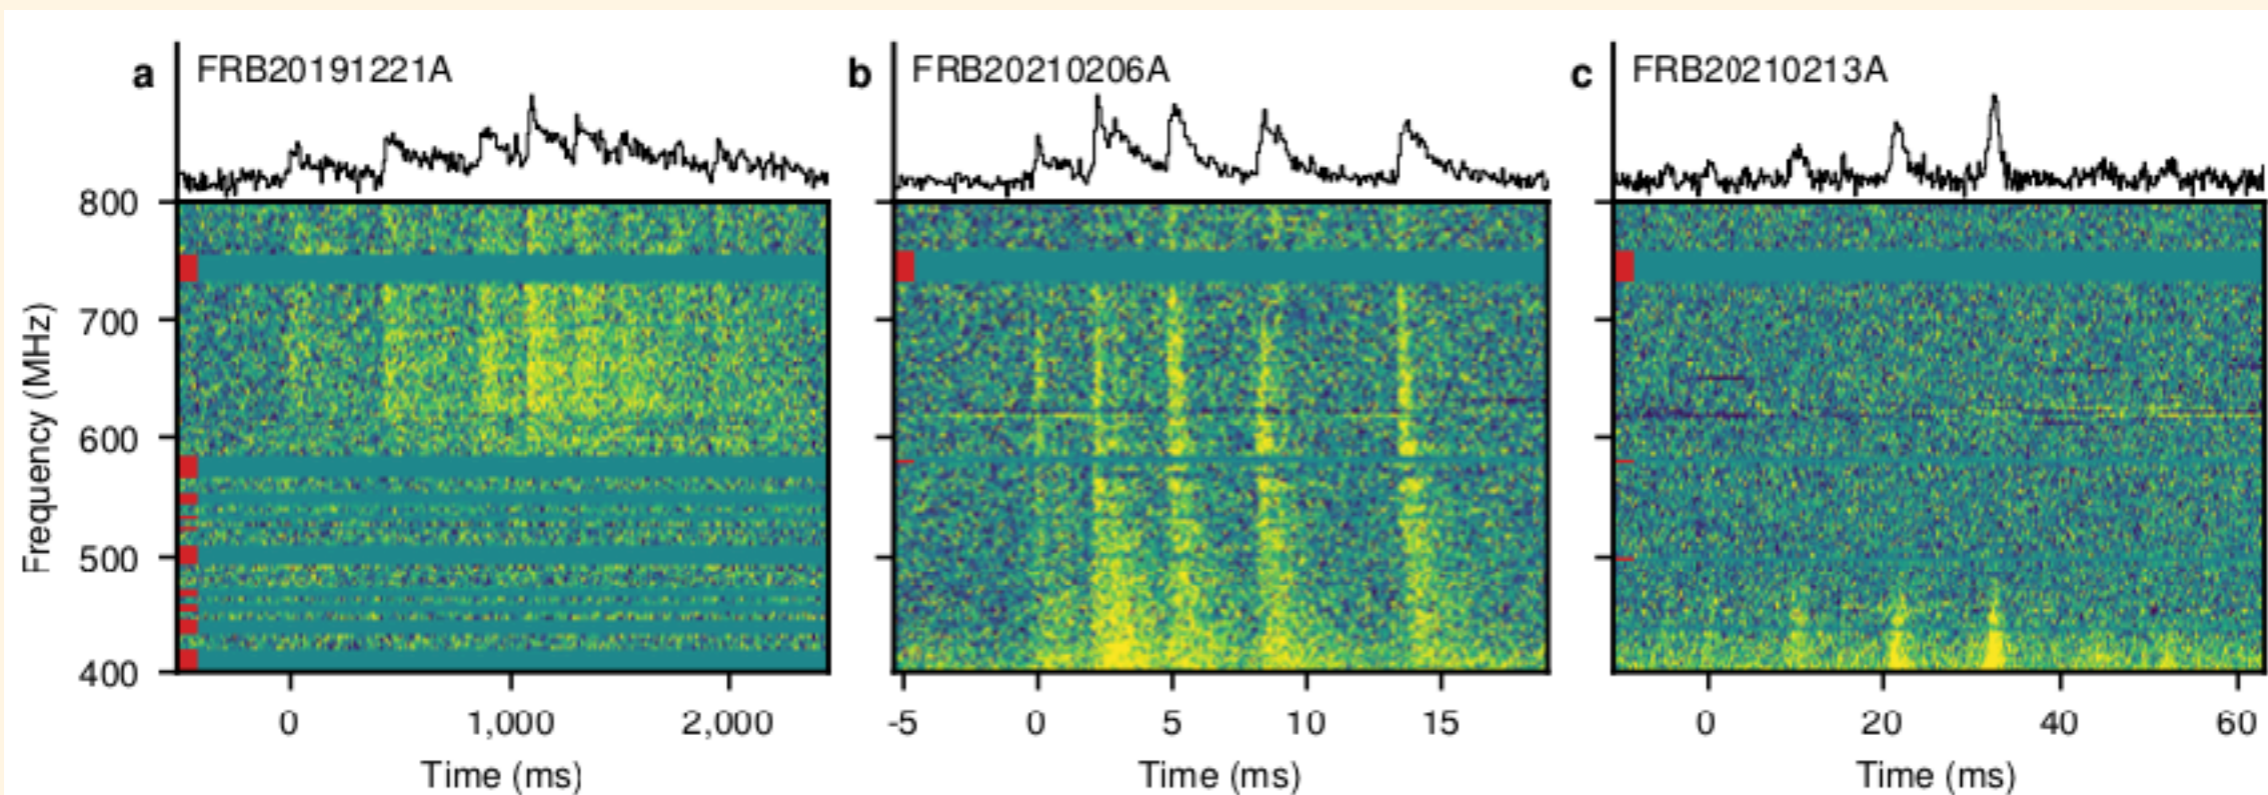 a FRB20191221A
b FRB20210206A
c FRB20210213A
Frequency (MHz)
800
700
600
500
400
0 1,000 2,000
-5 0 5 10 15
0 20 40 60
Time (ms)
Time (ms)
Time (ms)